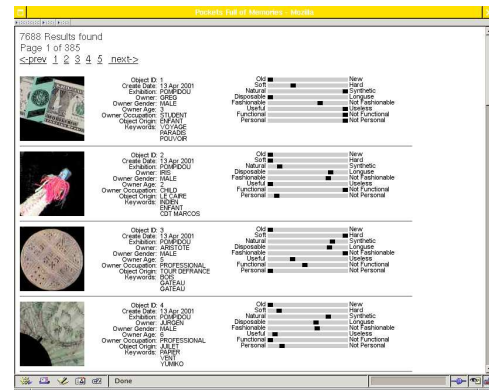 Pockets Full of Memories - Mozilla
7688 Results found
Page 1 of 385
<-prev 1 2 3 4 5 next->
Object ID: 1
Create Date: 13 Apr 2001
Exhibition: POMPIDOU
Owner: GREG
Owner Gender: MALE
Owner Age: 3
Owner Occupation: STUDENT
Object Origin: ENFANT
Keywords: VOYAGE
PARADIS
POUVOIR
Old New
Soft Hard
Natural Synthetic
Disposable Longuse
Fashionable Not Fashionable
Useful Useless
Functional Not Functional
Personal Not Personal
Object ID: 2
Create Date: 13 Apr 2001
Exhibition: POMPIDOU
Owner: IRIS
Owner Gender: MALE
Owner Age: 2
Owner Occupation: CHILD
Object Origin: LE CAIRE
Keywords: INDIEN
ENFANT
CDT MARCOS
Old New
Soft Hard
Natural Synthetic
Disposable Longuse
Fashionable Not Fashionable
Useful Useless
Functional Not Functional
Personal Not Personal
Object ID: 3
Create Date: 13 Apr 2001
Exhibition: POMPIDOU
Owner: ARISTOTE
Owner Gender: MALE
Owner Age: 5
Owner Occupation: PROFESSIONAL
Object Origin: TOUR DEFRANCE
Keywords: BOIS
GATEAU
GATEAU
Old New
Soft Hard
Natural Synthetic
Disposable Longuse
Fashionable Not Fashionable
Useful Useless
Functional Not Functional
Personal Not Personal
Object ID: 4
Create Date: 13 Apr 2001
Exhibition: POMPIDOU
Owner: JURGEN
Owner Gender: MALE
Owner Age: 6
Owner Occupation: PROFESSIONAL
Object Origin: JUILET
Keywords: PAPIER
VENT
YUMIKO
Old New
Soft Hard
Natural Synthetic
Disposable Longuse
Fashionable Not Fashionable
Useful Useless
Functional Not Functional
Personal Not Personal
Done